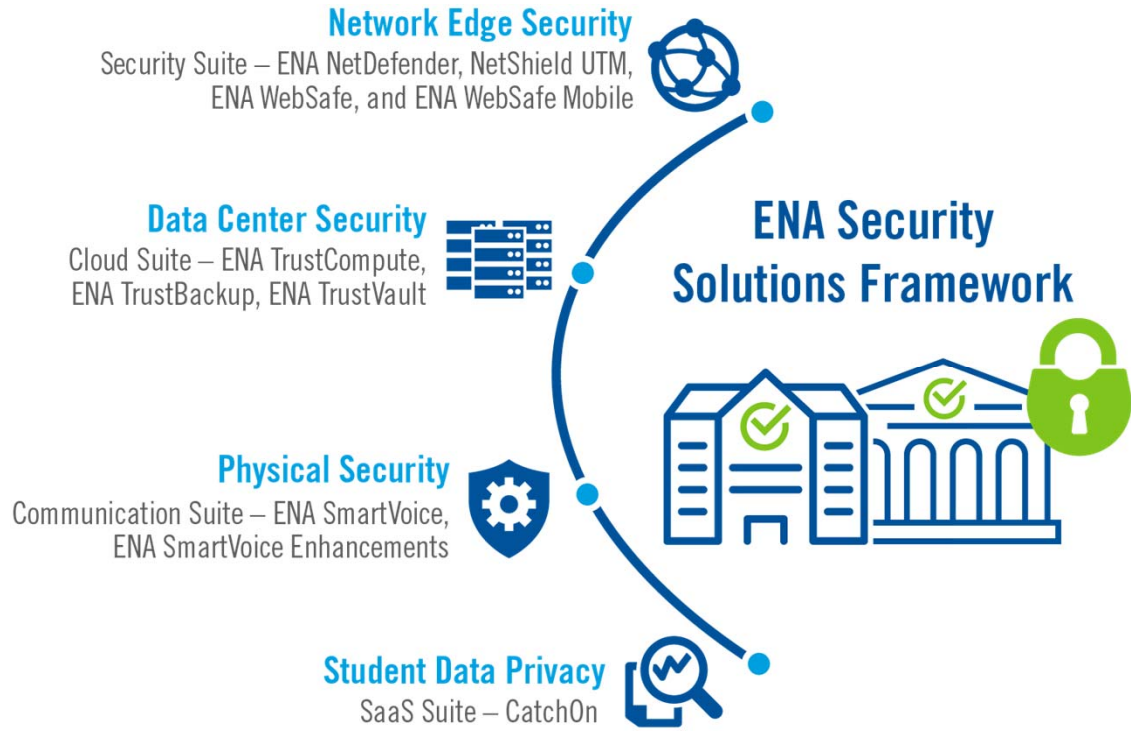 Network Edge Security
Security Suite – ENA NetDefender, NetShield UTM,
ENA WebSafe, and ENA WebSafe Mobile
Data Center Security
Cloud Suite – ENA TrustCompute,
ENA TrustBackup, ENA TrustVault
ENA Security
Solutions Framework
Physical Security
Communication Suite – ENA SmartVoice,
ENA SmartVoice Enhancements
Student Data Privacy
SaaS Suite – CatchOn